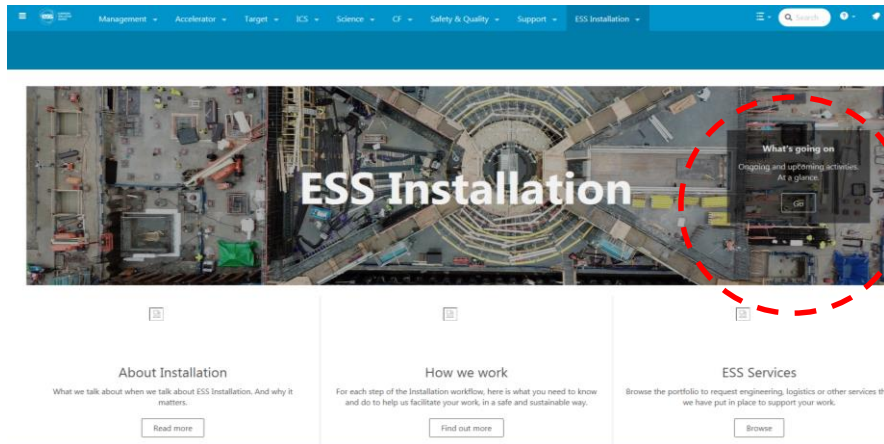 Management
Accelerator
Target
ICS
Science
CF
Safety & Quality
Support
ESS Installation
Search
ESS Installation
What's going on
Ongoing and upcoming activities.
At a glance.
Go
About Installation
What we talk about when we talk about ESS Installation. And why it
matters.
Read more
How we work
For each step of the Installation workflow, here is what you need to know
and do to help us facilitate your work, in a safe and sustainable way.
Find out more
ESS Services
Browse the portfolio to request engineering, logistics or other services th
we have put in place to support your work.
Browse